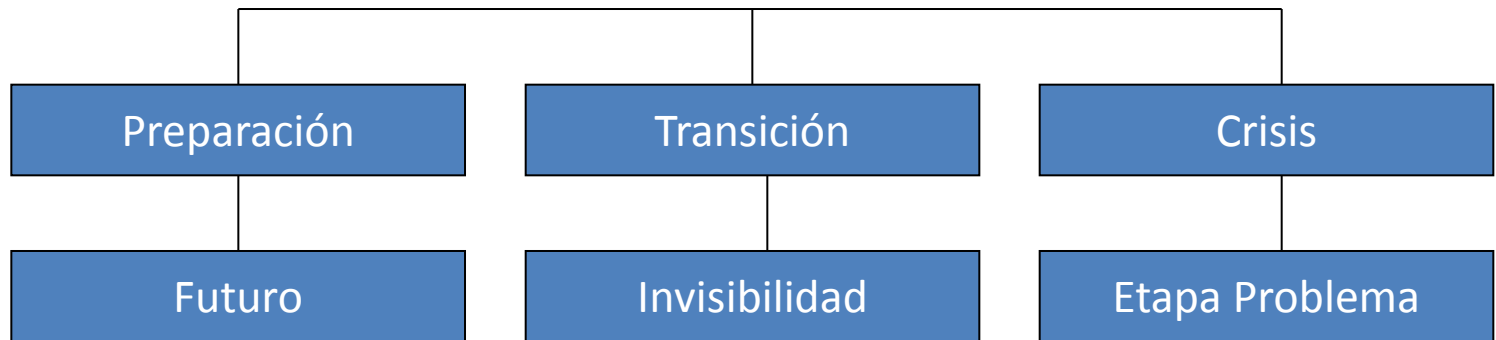 Preparación
Transición
Crisis
Futuro
Invisibilidad
Etapa Problema